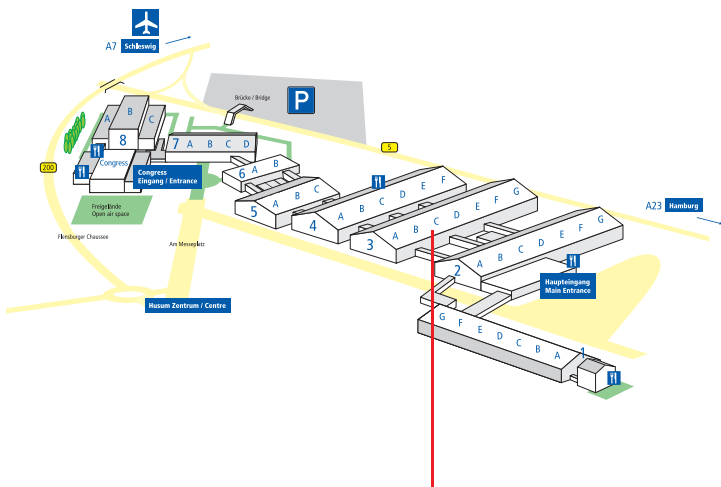 A7 Schleswig
Brücke / Bridge
P
A B C
8
Congress
7 A B C D
Congress
Eingang / Entrance
5
200
6 A B
5 A B C
4 A B C D E F
3 A B C D E F G
2 A B C D E F G
A23 Hamburg
Freigelände
Open air space
Flensburger Chaussee
Am Messeplatz
Haupteingang
Main Entrance
Husum Zentrum / Centre
G F E D C B A 1